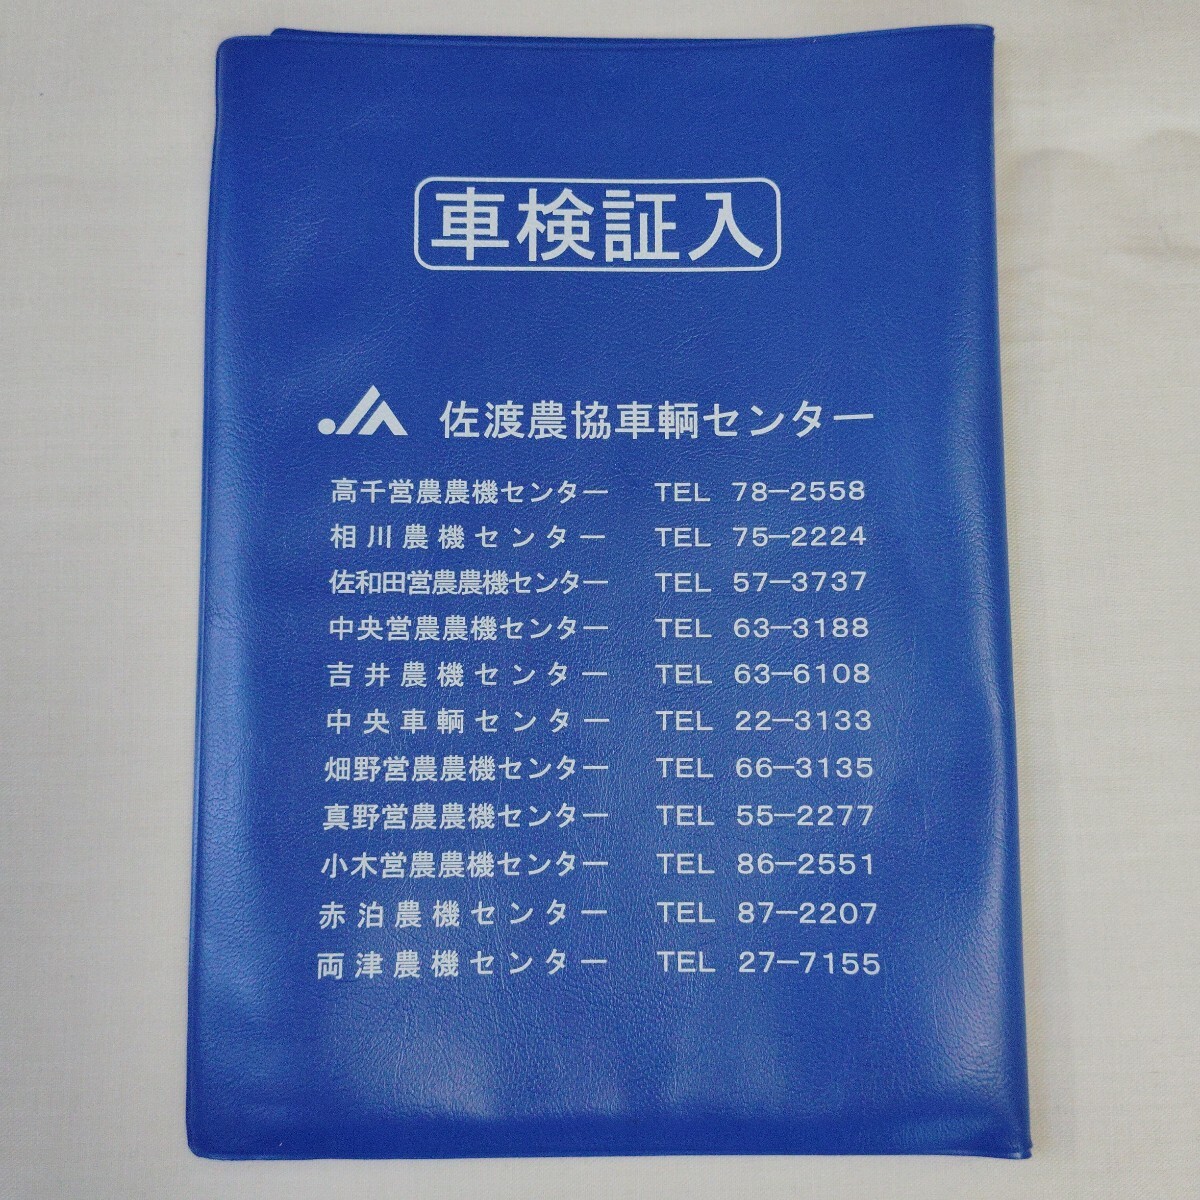 車検証入
JA 佐渡農協車輌センター
高千営農農機センター TEL 78-2558
相川農機センター TEL 75-2224
佐和田営農農機センター TEL 57-3737
中央営農農機センター TEL 63-3188
吉井農機センター TEL 63-6108
中央車輌センター TEL 22-3133
畑野営農農機センター TEL 66-3135
真野営農農機センター TEL 55-2277
小木営農農機センター TEL 86-2551
赤泊農機センター TEL 87-2207
両津農機センター TEL 27-7155